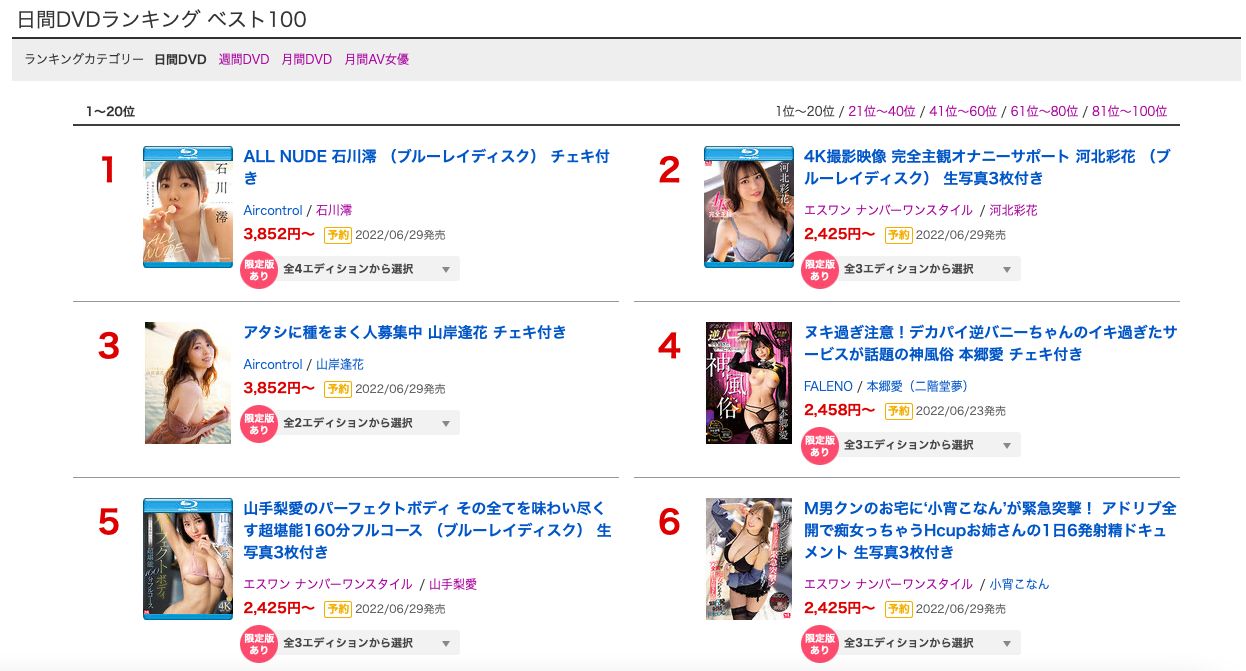 日間DVDランキング ベスト100
ランキングカテゴリー 日間DVD 週間DVD 月間DVD 月間AV女優
1〜20位
1位〜20位 / 21位〜40位 / 41位〜60位 / 61位〜80位 / 81位〜100位
1
石川澪
ALL NUDE
ALL NUDE 石川澪 （ブルーレイディスク） チェキ付
き
Aircontrol / 石川澪
3,852円〜 予約 2022/06/29発売
限定版
あり
全4エディションから選択
2
河北彩花
4K
完全主観
4K撮影映像 完全主観オナニーサポート 河北彩花 （ブ
ルーレイディスク） 生写真3枚付き
エスワン ナンバーワンスタイル / 河北彩花
2,425円〜 予約 2022/06/29発売
限定版
あり
全3エディションから選択
3
アタシに種をまく人募集中 山岸逢花 チェキ付き
Aircontrol / 山岸逢花
3,852円〜 予約 2022/06/29発売
限定版
あり
全2エディションから選択
4
デカパイ
逆バニー
神風俗
本郷愛
ヌキ過ぎ注意！デカパイ逆バニーちゃんのイキ過ぎたサ
ービスが話題の神風俗 本郷愛 チェキ付き
FALENO / 本郷愛（二階堂夢）
2,458円〜 予約 2022/06/23発売
限定版
あり
全3エディションから選択
5
山手梨愛
パーフェクトボディ
超堪能160分フルコース
4K
山手梨愛のパーフェクトボディ その全てを味わい尽く
す超堪能160分フルコース （ブルーレイディスク） 生
写真3枚付き
エスワン ナンバーワンスタイル / 山手梨愛
2,425円〜 予約 2022/06/29発売
限定版
あり
全3エディションから選択
6
M男クンのお宅に‘小宵こなん’が緊急突撃！ アドリブ全
開で痴女っちゃうHcupお姉さんの1日6発射精ドキュ
メント 生写真3枚付き
エスワン ナンバーワンスタイル / 小宵こなん
2,425円〜 予約 2022/06/29発売
限定版
あり
全3エディションから選択